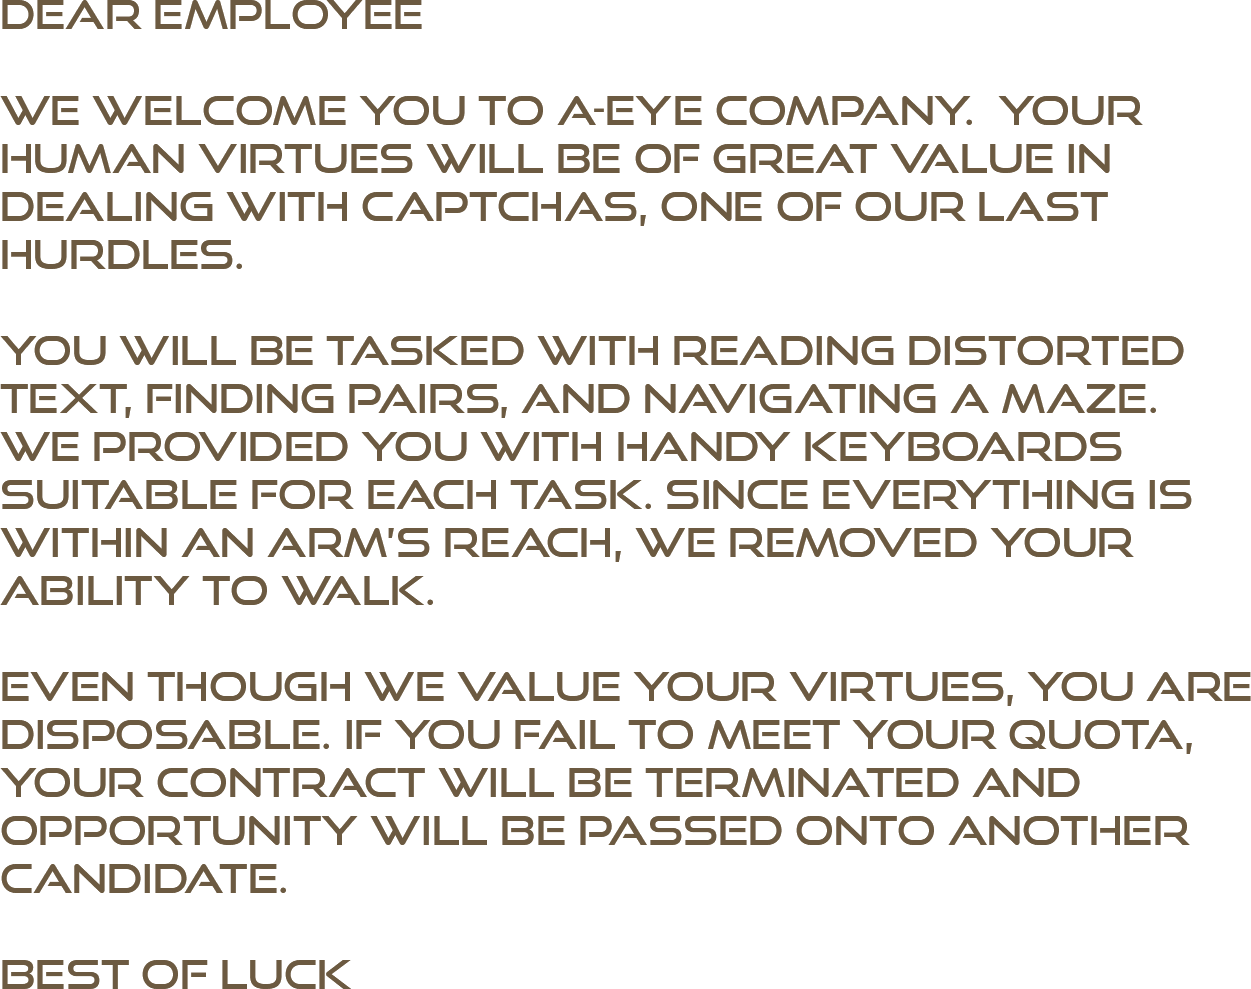 DEAR EMPLOYEE
WE WELCOME YOU TO A-EYE COMPANY. YOUR
HUMAN VIRTUES WILL BE OF GREAT VALUE IN
DEALING WITH CAPTCHAS, ONE OF OUR LAST
HURDLES.
YOU WILL BE TASKED WITH READING DISTORTED
TEXT, FINDING PAIRS, AND NAVIGATING A MAZE.
WE PROVIDED YOU WITH HANDY KEYBOARDS
SUITABLE FOR EACH TASK. SINCE EVERYTHING IS
WITHIN AN ARM'S REACH, WE REMOVED YOUR
ABILITY TO WALK.
EVEN THOUGH WE VALUE YOUR VIRTUES, YOU ARE
DISPOSABLE. IF YOU FAIL TO MEET YOUR QUOTA,
YOUR CONTRACT WILL BE TERMINATED AND
OPPORTUNITY WILL BE PASSED ONTO ANOTHER
CANDIDATE.
BEST OF LUCK